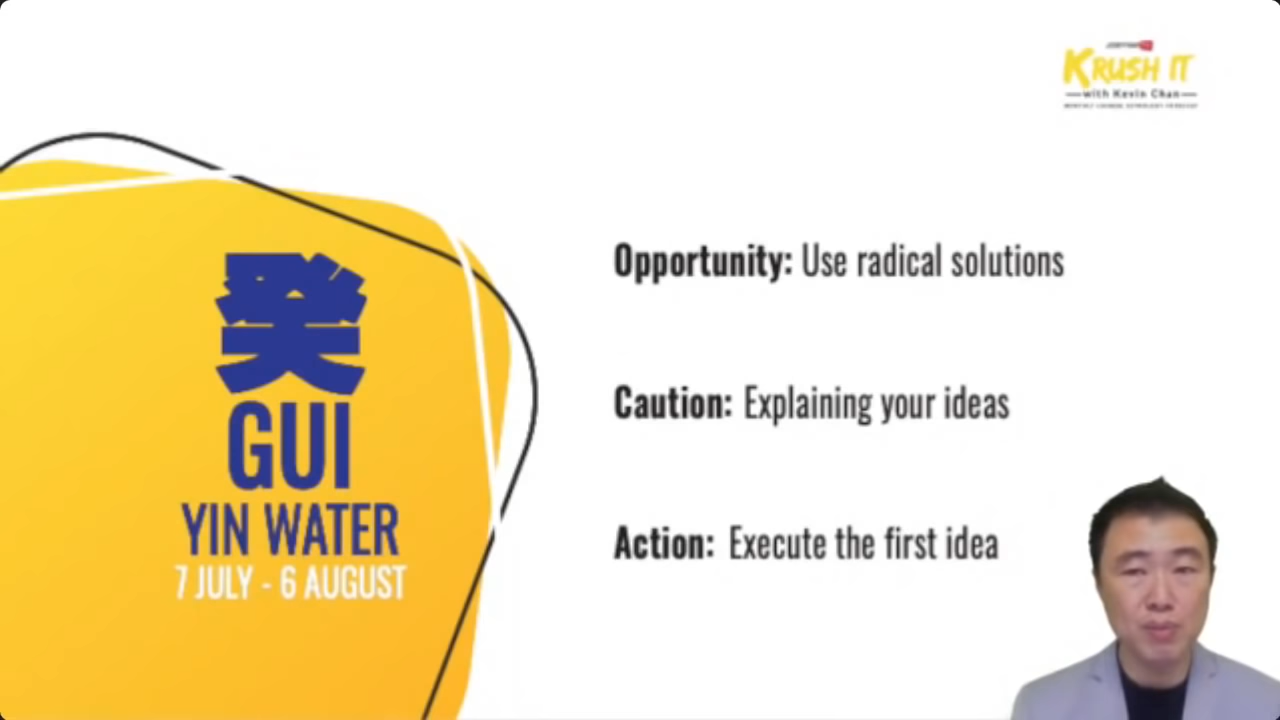 KRUSH IT
with Kevin Chan
癸
GUI
YIN WATER
7 JULY - 6 AUGUST
Opportunity: Use radical solutions
Caution: Explaining your ideas
Action: Execute the first idea